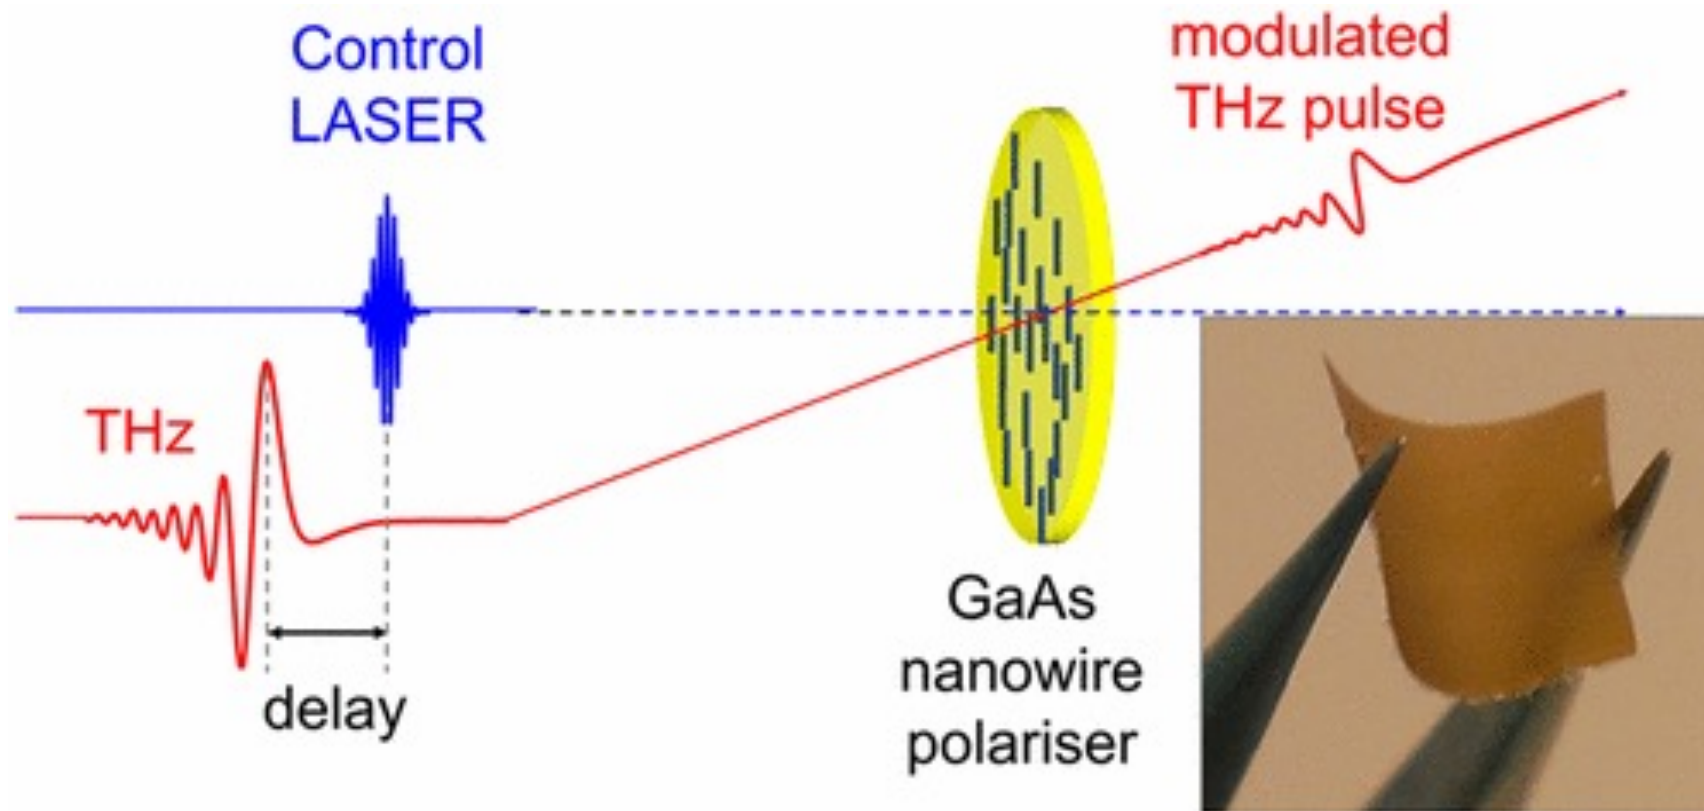 Control
LASER
modulated
THz pulse
THz
delay
GaAs
nanowire
polariser